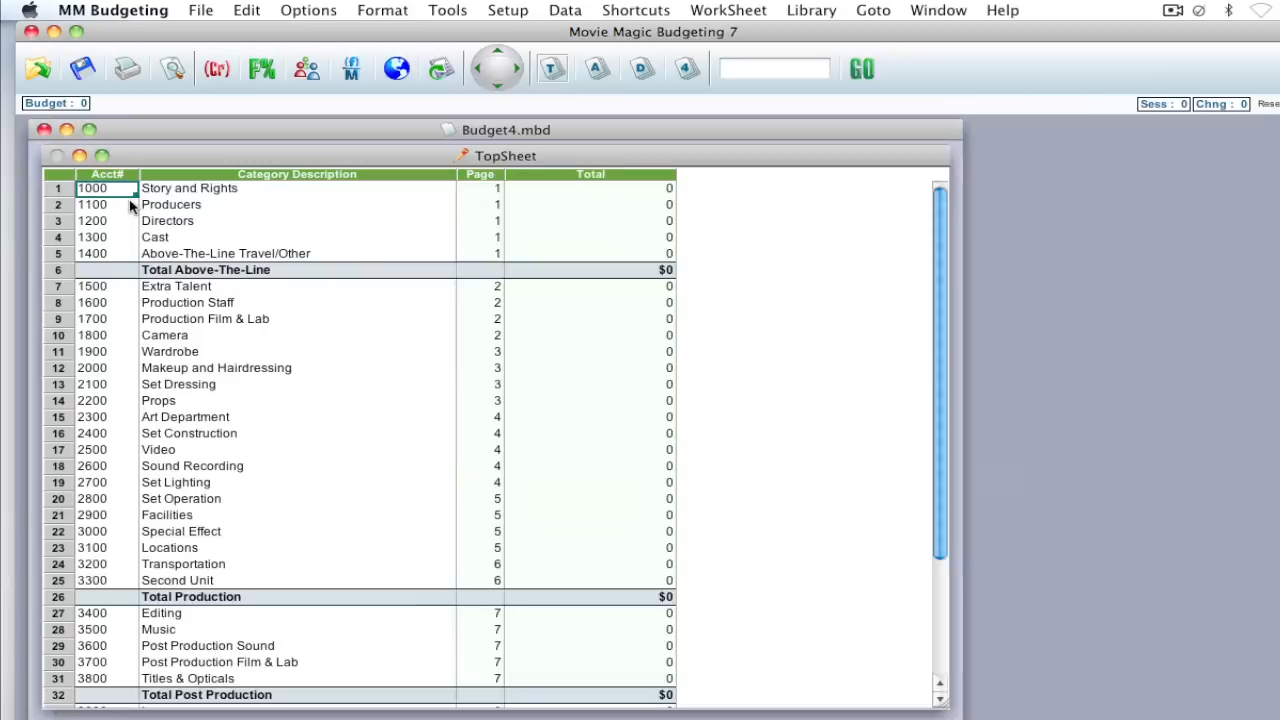 MM Budgeting File Edit Options Format Tools Setup Data Shortcuts WorkSheet Library Goto Window Help
Movie Magic Budgeting 7
(Cr) F% f M T A D 4 GO
Budget : 0 Sess : 0 Chng : 0 Rese
Budget4.mbd
TopSheet
Acct# Category Description Page Total
1 1000 Story and Rights 1 0
2 1100 Producers 1 0
3 1200 Directors 1 0
4 1300 Cast 1 0
5 1400 Above-The-Line Travel/Other 1 0
6 Total Above-The-Line $0
7 1500 Extra Talent 2 0
8 1600 Production Staff 2 0
9 1700 Production Film & Lab 2 0
10 1800 Camera 2 0
11 1900 Wardrobe 3 0
12 2000 Makeup and Hairdressing 3 0
13 2100 Set Dressing 3 0
14 2200 Props 3 0
15 2300 Art Department 4 0
16 2400 Set Construction 4 0
17 2500 Video 4 0
18 2600 Sound Recording 4 0
19 2700 Set Lighting 4 0
20 2800 Set Operation 5 0
21 2900 Facilities 5 0
22 3000 Special Effect 5 0
23 3100 Locations 5 0
24 3200 Transportation 6 0
25 3300 Second Unit 6 0
26 Total Production $0
27 3400 Editing 7 0
28 3500 Music 7 0
29 3600 Post Production Sound 7 0
30 3700 Post Production Film & Lab 7 0
31 3800 Titles & Opticals 7 0
32 Total Post Production $0